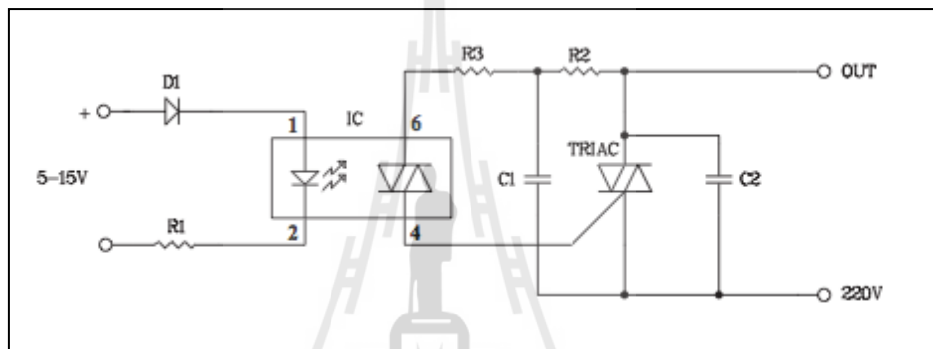 R3
R2
OUT
D1
+
1
IC
6
TRIAC
5-15V
C1
C2
R1
2
4
220V